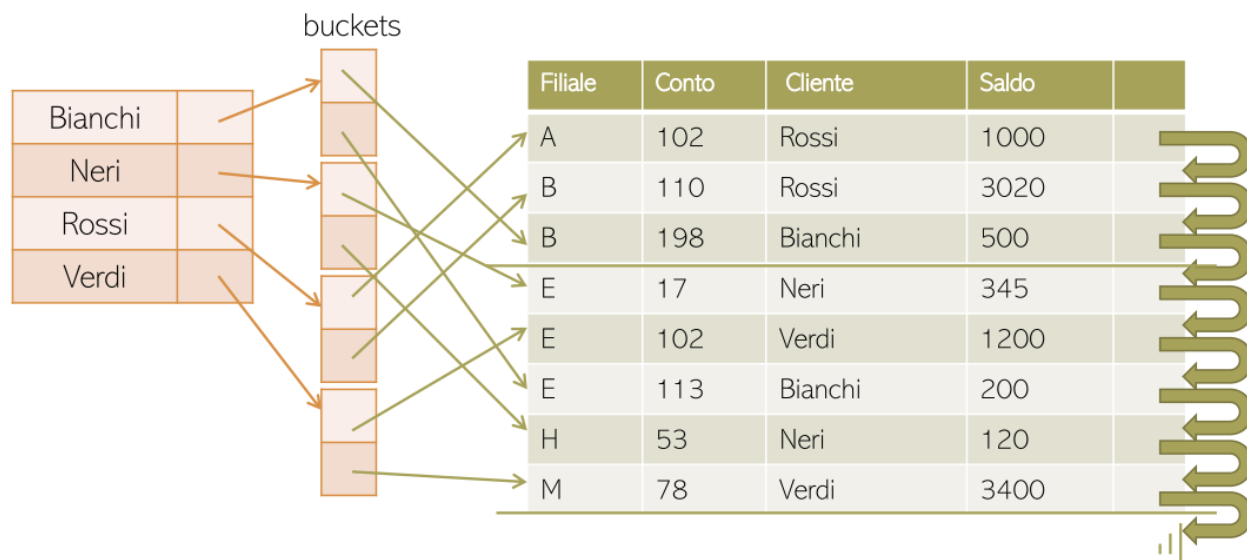 buckets
Bianchi
Neri
Rossi
Verdi
Filiale Conto Cliente Saldo
A 102 Rossi 1000
B 110 Rossi 3020
B 198 Bianchi 500
E 17 Neri 345
E 102 Verdi 1200
E 113 Bianchi 200
H 53 Neri 120
M 78 Verdi 3400